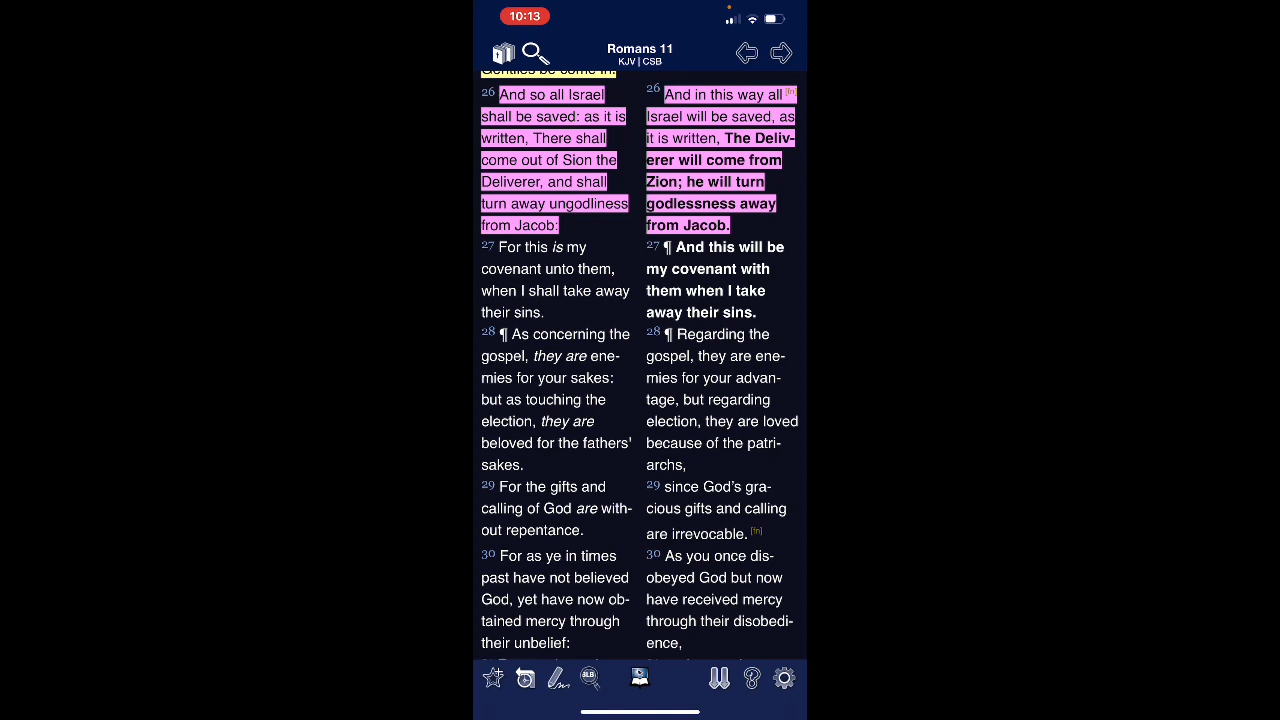 10:13
Romans 11
KJV | CSB
Gentiles be come in.
26 And so all Israel
shall be saved: as it is
written, There shall
come out of Sion the
Deliverer, and shall
turn away ungodliness
from Jacob:
27 For this is my
covenant unto them,
when I shall take away
their sins.
28 ¶ As concerning the
gospel, they are ene-
mies for your sakes:
but as touching the
election, they are
beloved for the fathers'
sakes.
29 For the gifts and
calling of God are with-
out repentance.
30 For as ye in times
past have not believed
God, yet have now ob-
tained mercy through
their unbelief:
26 And in this way all [fn]
Israel will be saved, as
it is written, The Deliv-
erer will come from
Zion; he will turn
godlessness away
from Jacob.
27 ¶ And this will be
my covenant with
them when I take
away their sins.
28 ¶ Regarding the
gospel, they are ene-
mies for your advan-
tage, but regarding
election, they are loved
because of the patri-
archs,
29 since God’s gra-
cious gifts and calling
are irrevocable. [fn]
30 As you once dis-
obeyed God but now
have received mercy
through their disobedi-
ence,
BLB